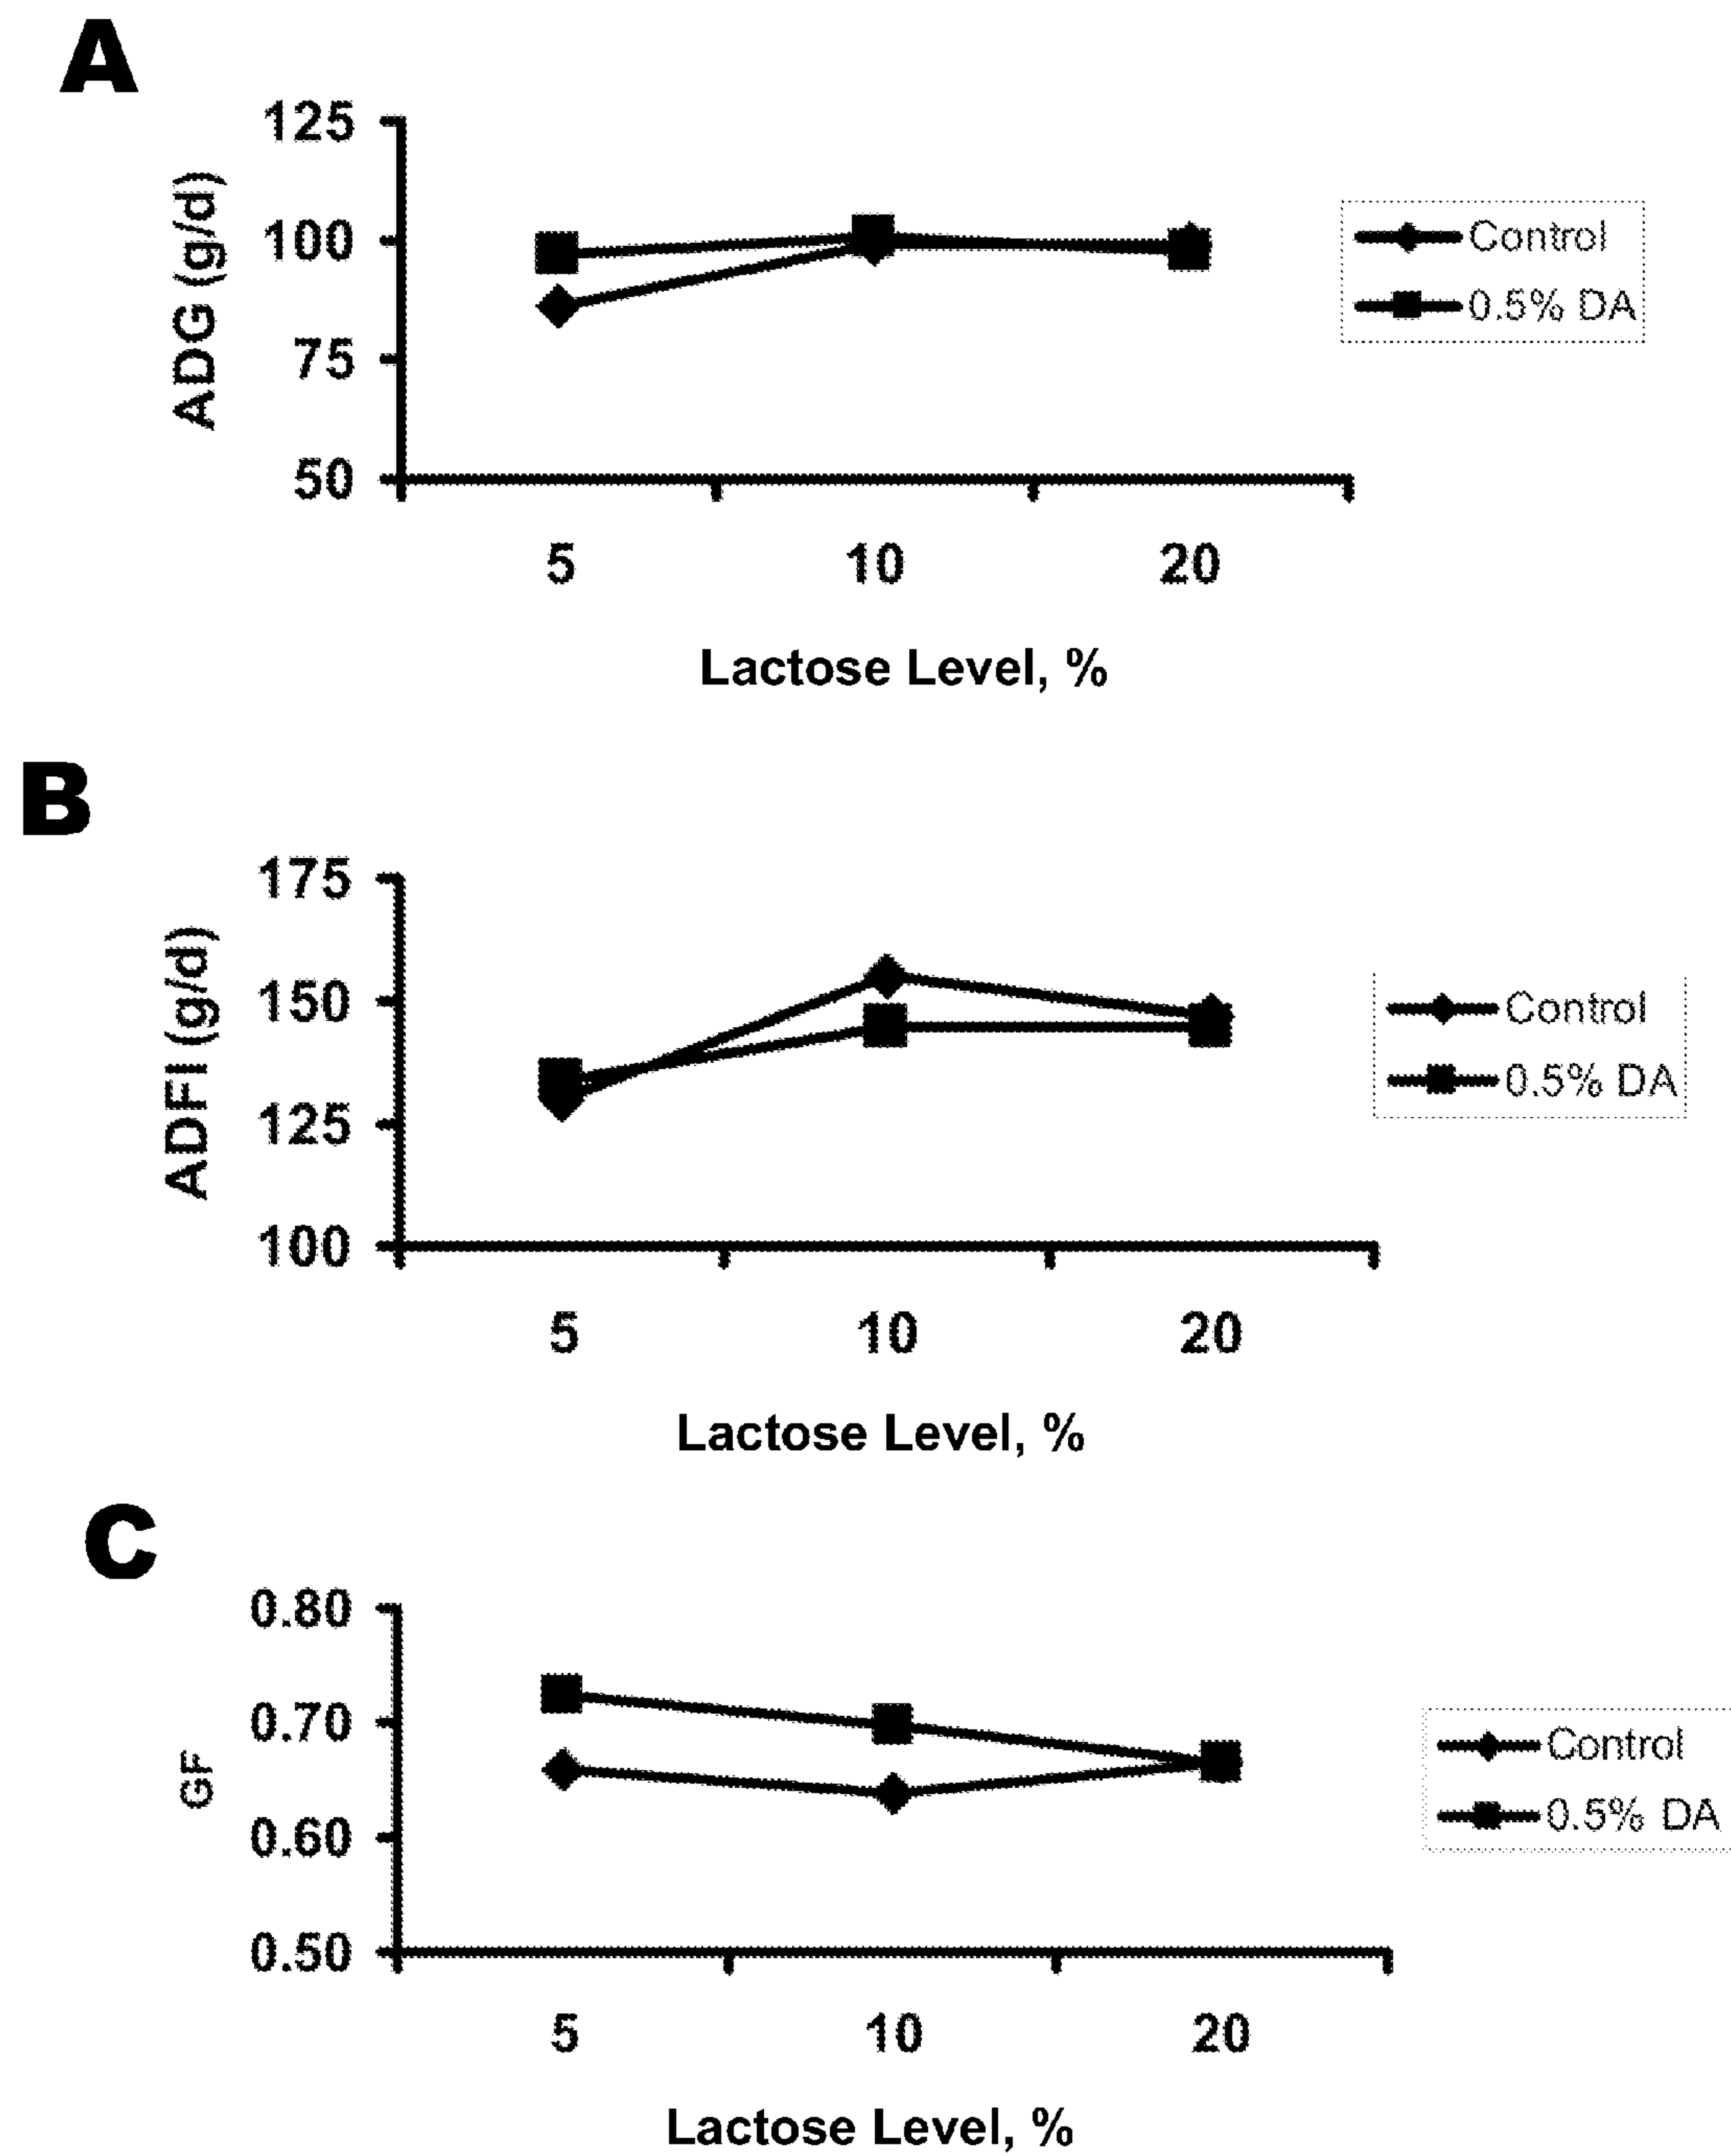 A
125
100
75
50
ADG (g/d)
5 10 20
Lactose Level, %
Control
0.5% DA
B
175
150
125
100
ADFI (g/d)
5 10 20
Lactose Level, %
Control
0.5% DA
C
0.80
0.70
0.60
0.50
GF
5 10 20
Lactose Level, %
Control
0.5% DA